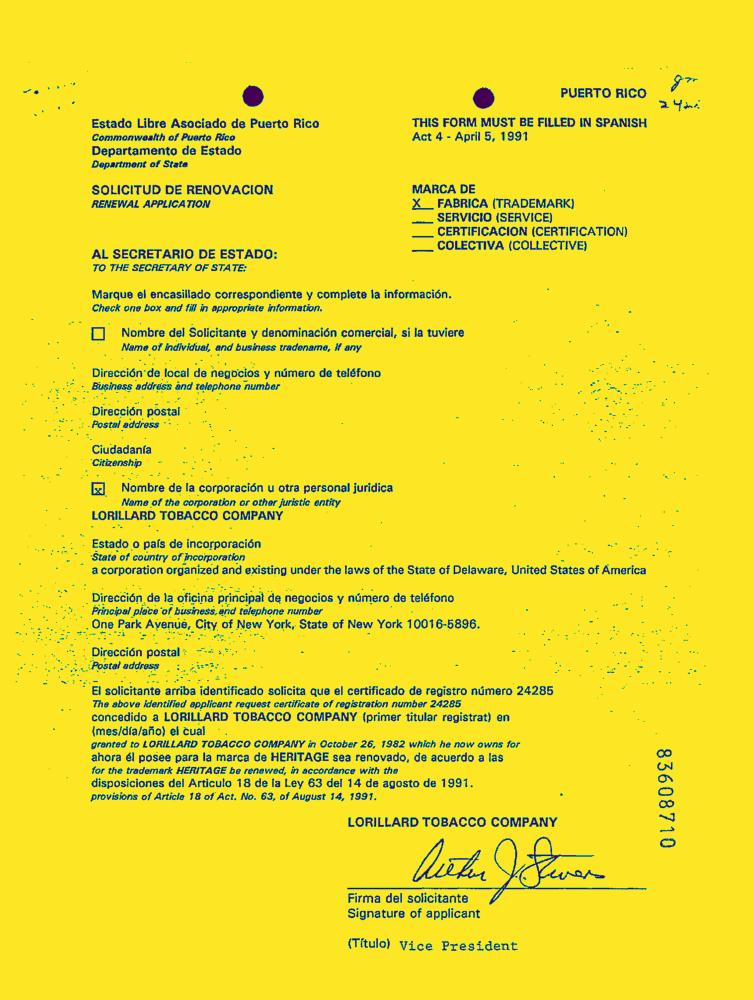 PUERTO RICO
Estado Libre Asociado de Puerto Rico
Commonwealth of Puerto Rico
Departamento de Estado
Department of State
THIS FORM MUST BE FILLED IN SPANISH
Act 4 - April 5, 1991
SOLICITUD DE RENOVACION
RENEWAL APPLICATION
MARCA DE
X FABRICA (TRADEMARK)
SERVICIO (SERVICE)
CERTIFICACION (CERTIFICATION)
COLECTIVA (COLLECTIVE)
AL SECRETARIO DE ESTADO:
TO THE SECRETARY OF STATE:
Marque el encasillado correspondiente y complete la información.
Check one box and fill in appropriate information.
Nombre del Solicitante y denominación comercial, si la tuviere
Name of individual, and business tradename, if any
Dirección de local de negocios y número de teléfono
Business address and telephone number
Dirección postal
Postal address
Ciudadanía
Citizenship
x Nombre de la corporación u otra personal juridica
Name of the corporation or other juristic entity
LORILLARD TOBACCO COMPANY
Estado o país de incorporación
State of country of incorporation
a corporation organized and existing under the laws of the State of Delaware, United States of America
Dirección de la oficina principal de negocios y número de teléfono
Principal place of business, and telephone number
One Park Avenue, City of New York, State of New York 10016-5896.
Dirección postal
Postal address
El solicitante arriba identificado solicita que el certificado de registro número 24285
The above identified applicant request certificate of registration number 24285
concedido a LORILLARD TOBACCO COMPANY (primer titular registrat) en
(mes/día/año) el cual
granted to LORILLARD TOBACCO COMPANY in October 26, 1982 which he now owns for
ahora él posee para la marca de HERITAGE sea renovado, de acuerdo a las
for the trademark HERITAGE be renewed, in accordance with the
disposiciones del Articulo 18 de la Ley 63 del 14 de agosto de 1991.
provisions of Article 18 of Act. No. 63, of August 14, 1991.
LORILLARD TOBACCO COMPANY
Arthur J. Stevens
Firma del solicitante
Signature of applicant
(Título) Vice President
83608710